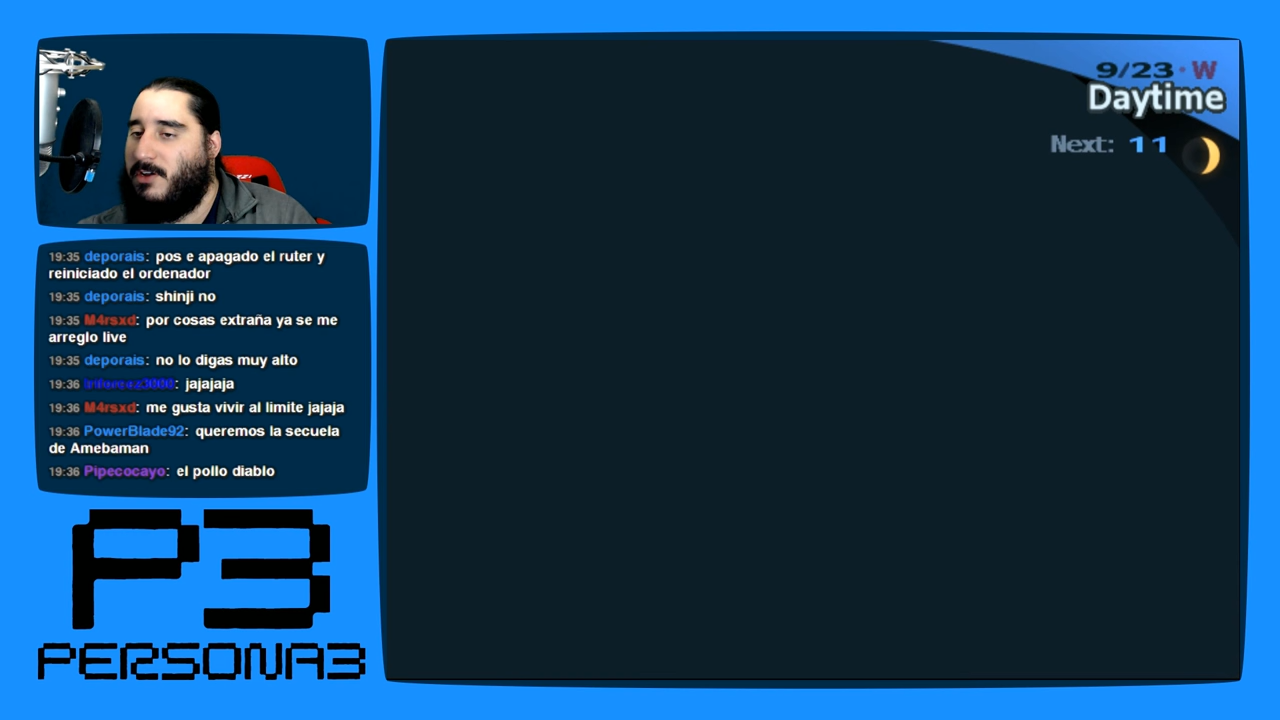 9/23 · W
Daytime
Next: 11
19:35 deporais: pos e apagado el ruter y
reiniciado el ordenador
19:35 deporais: shinji no
19:35 M4rsxd: por cosas extraña ya se me
arreglo live
19:35 deporais: no lo digas muy alto
19:36 : jajajaja
19:36 M4rsxd: me gusta vivir al limite jajaja
19:36 PowerBlade92: queremos la secuela
de Amebaman
19:36 Pipecocayo: el pollo diablo
P3
PERSONA3